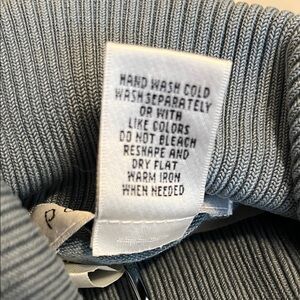 HAND WASH COLD
WASH SEPARATELY
OR WITH
LIKE COLORS
DO NOT BLEACH
RESHAPE AND
DRY FLAT
WARM IRON
WHEN NEEDED